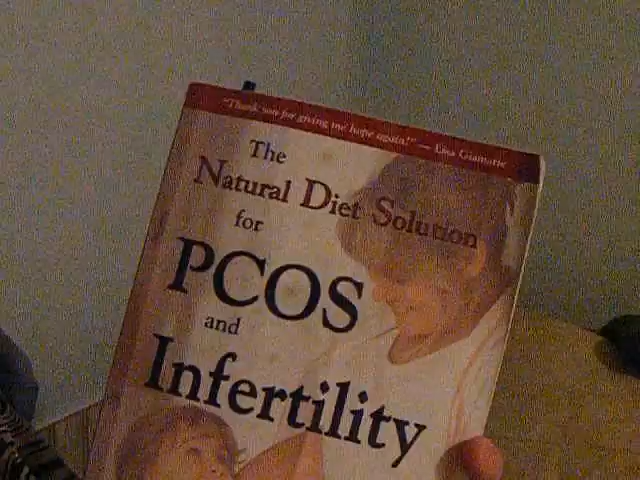 "Thank you for giving me hope again!" — Lisa Giamarie
The
Natural Diet Solution
for
PCOS
and
Infertility